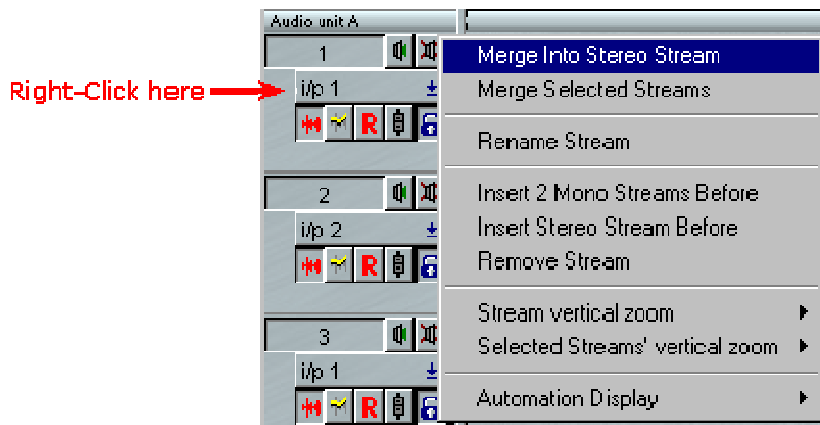 Audio unit A
1
Right-Click here
i/p 1
R
2
i/p 2
R
3
i/p 1
R
Merge Into Stereo Stream
Merge Selected Streams
Rename Stream
Insert 2 Mono Streams Before
Insert Stereo Stream Before
Remove Stream
Stream vertical zoom
Selected Streams' vertical zoom
Automation Display